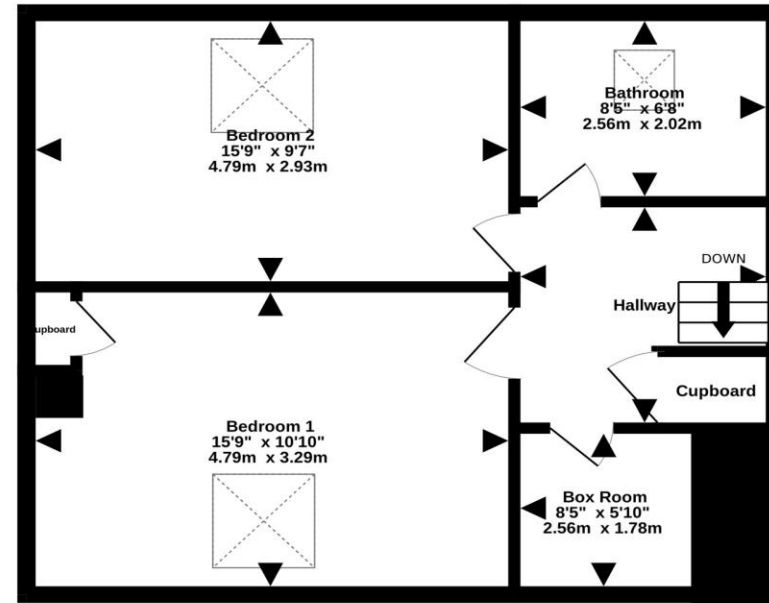 Bedroom 2
15'9" x 9'7"
4.79m x 2.93m
Bathroom
8'5" x 6'8"
2.56m x 2.02m
DOWN
Hallway
upboard
Cupboard
Bedroom 1
15'9" x 10'10"
4.79m x 3.29m
Box Room
8'5" x 5'10"
2.56m x 1.78m